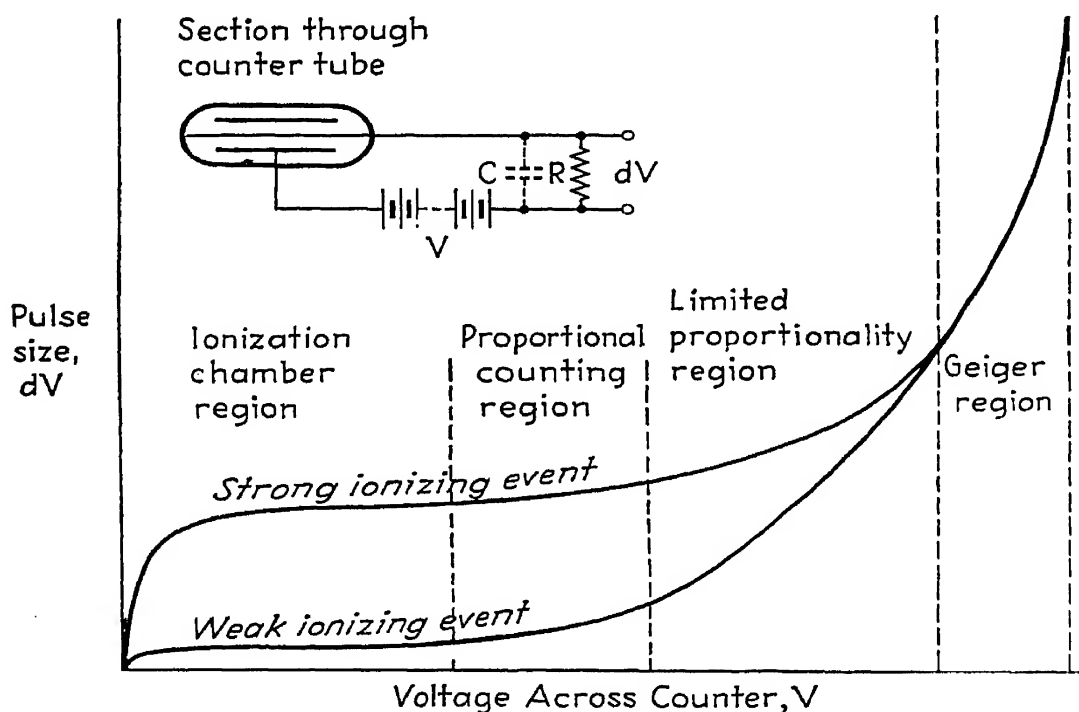 Section through
counter tube
C
R
dV
V
Pulse
size,
dV
Ionization
chamber
region
Proportional
counting
region
Limited
proportionality
region
Geiger
region
Strong ionizing event
Weak ionizing event
Voltage Across Counter, V